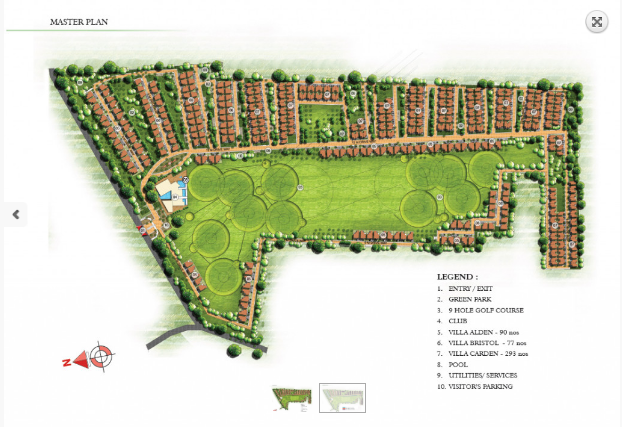 MASTER PLAN
LEGEND :
1. ENTRY / EXIT
2. GREEN PARK
3. 9 HOLE GOLF COURSE
4. CLUB
5. VILLA ALDEN - 90 nos
6. VILLA BRISTOL - 77 nos
7. VILLA CARDEN - 293 nos
8. POOL
9. UTILITIES/ SERVICES
10. VISITOR'S PARKING
N